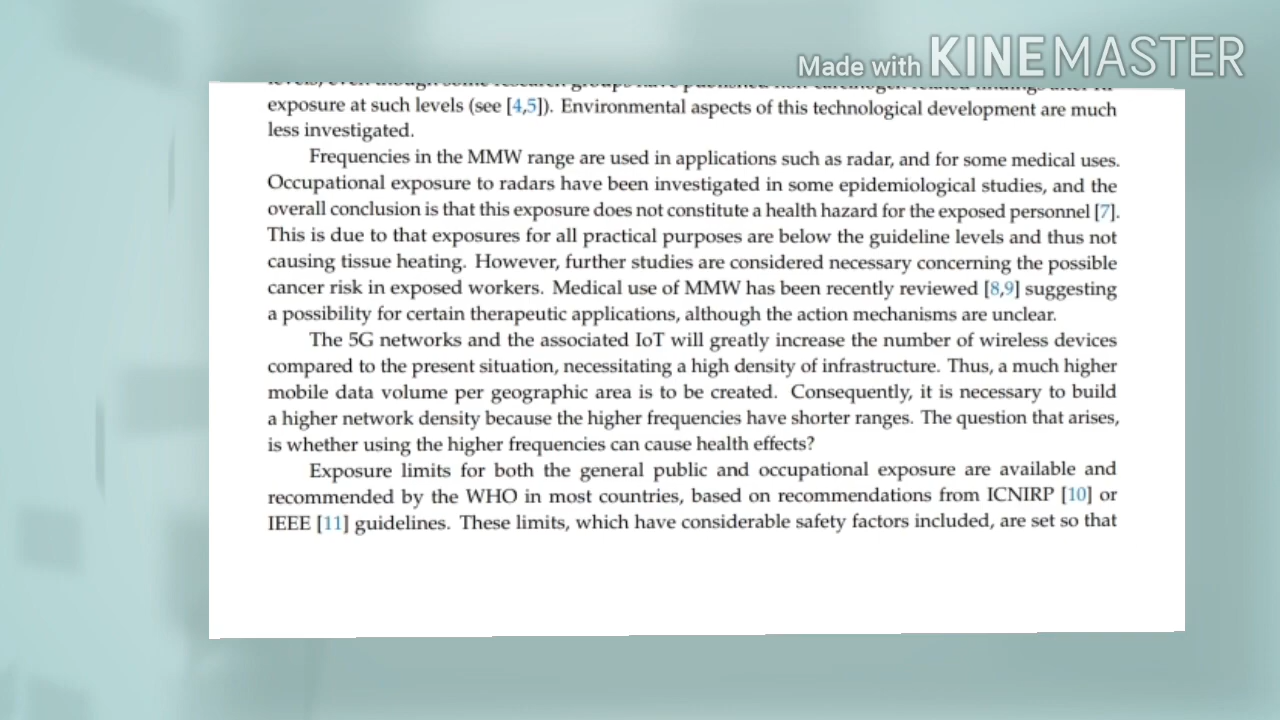 Made with KINEMASTER
exposure at such levels (see [4,5]). Environmental aspects of this technological development are much
less investigated.
Frequencies in the MMW range are used in applications such as radar, and for some medical uses.
Occupational exposure to radars have been investigated in some epidemiological studies, and the
overall conclusion is that this exposure does not constitute a health hazard for the exposed personnel [7].
This is due to that exposures for all practical purposes are below the guideline levels and thus not
causing tissue heating. However, further studies are considered necessary concerning the possible
cancer risk in exposed workers. Medical use of MMW has been recently reviewed [8,9] suggesting
a possibility for certain therapeutic applications, although the action mechanisms are unclear.
The 5G networks and the associated IoT will greatly increase the number of wireless devices
compared to the present situation, necessitating a high density of infrastructure. Thus, a much higher
mobile data volume per geographic area is to be created. Consequently, it is necessary to build
a higher network density because the higher frequencies have shorter ranges. The question that arises,
is whether using the higher frequencies can cause health effects?
Exposure limits for both the general public and occupational exposure are available and
recommended by the WHO in most countries, based on recommendations from ICNIRP [10] or
IEEE [11] guidelines. These limits, which have considerable safety factors included, are set so that